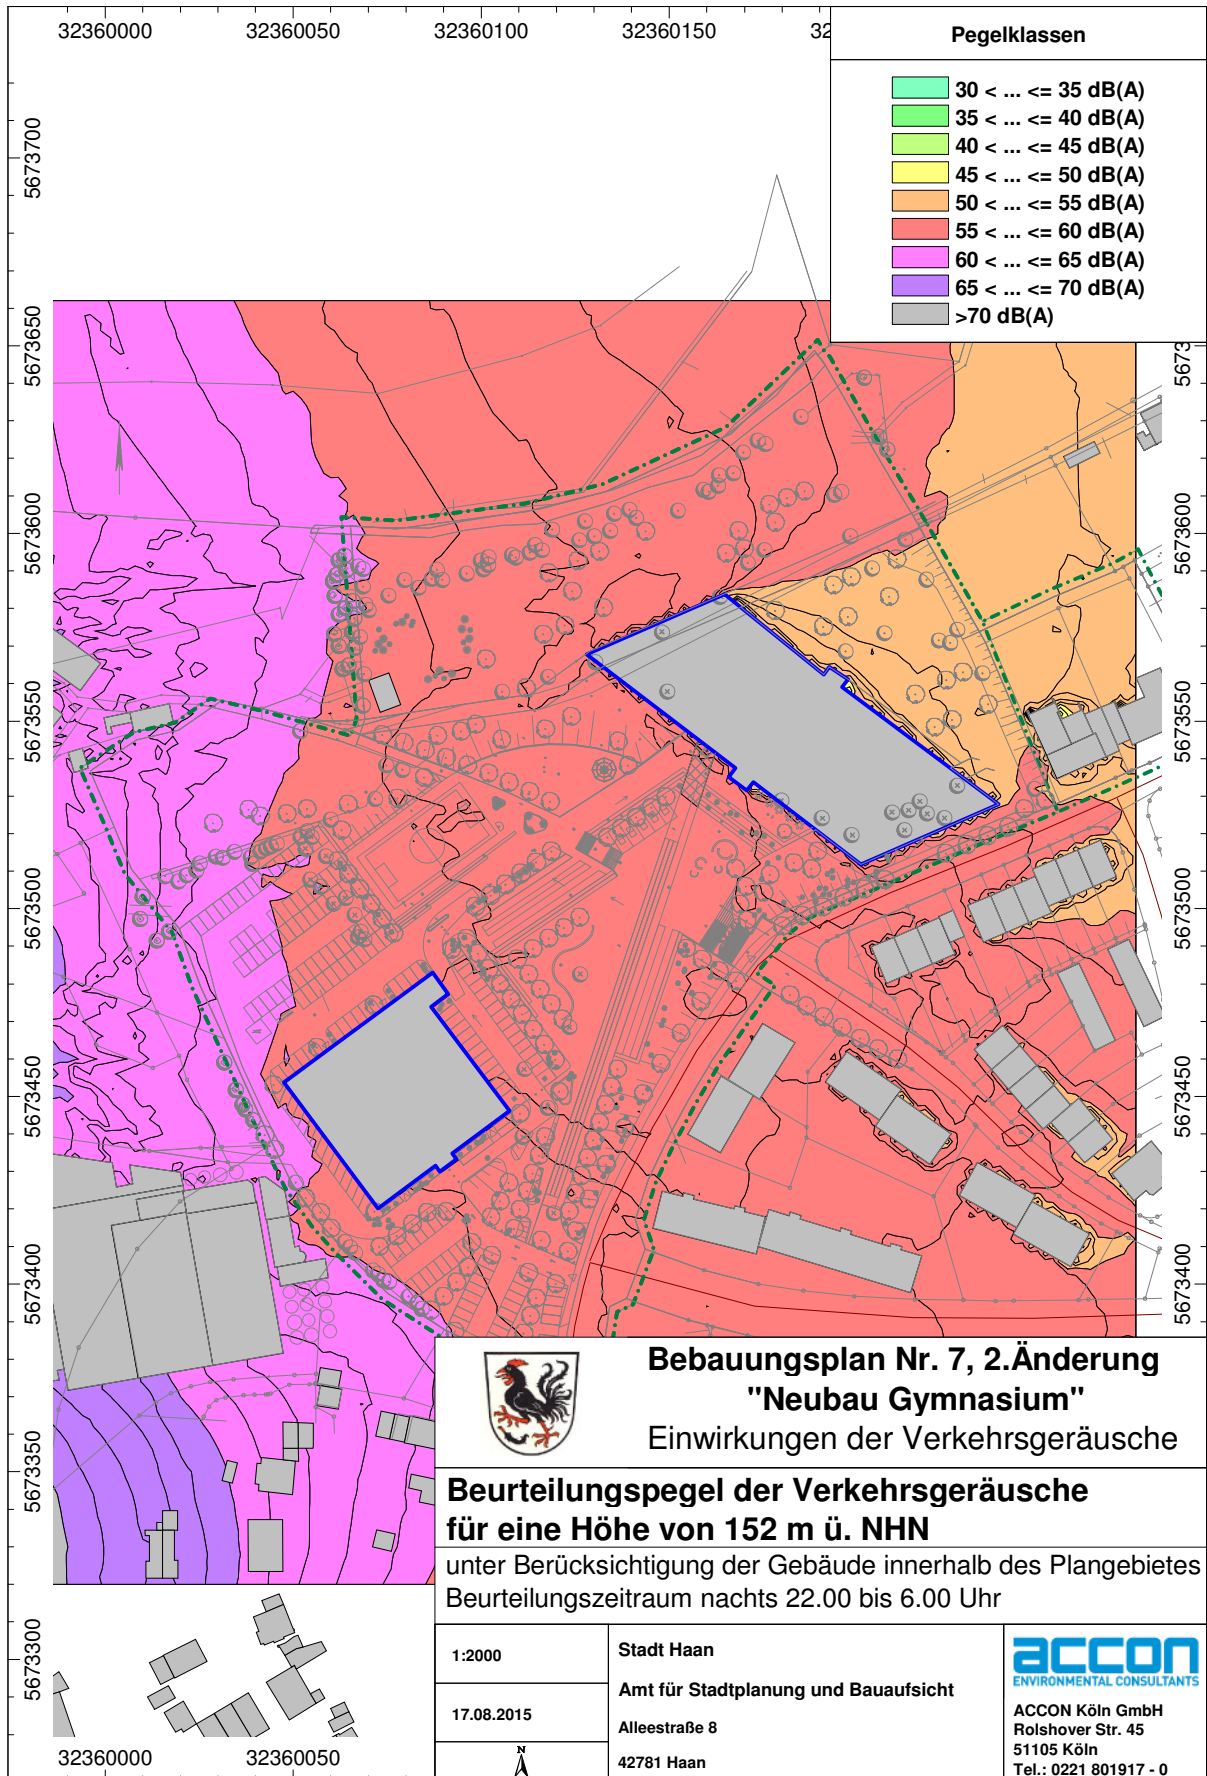 32360000 32360050 32360100 32360150 32
Pegelklassen
30 < ... <= 35 dB(A)
35 < ... <= 40 dB(A)
40 < ... <= 45 dB(A)
45 < ... <= 50 dB(A)
50 < ... <= 55 dB(A)
55 < ... <= 60 dB(A)
60 < ... <= 65 dB(A)
65 < ... <= 70 dB(A)
>70 dB(A)
5673700
5673650
5673600
5673550
5673500
5673450
5673400
5673350
5673300
5673
5673600
5673550
5673500
5673450
5673400
Bebauungsplan Nr. 7, 2.Änderung
"Neubau Gymnasium"
Einwirkungen der Verkehrsgeräusche
Beurteilungspegel der Verkehrsgeräusche
für eine Höhe von 152 m ü. NHN
unter Berücksichtigung der Gebäude innerhalb des Plangebietes
Beurteilungszeitraum nachts 22.00 bis 6.00 Uhr
1:2000
17.08.2015
N
Stadt Haan
Amt für Stadtplanung und Bauaufsicht
Alleestraße 8
42781 Haan
accon
ENVIRONMENTAL CONSULTANTS
ACCON Köln GmbH
Rolshover Str. 45
51105 Köln
Tel.: 0221 801917 - 0
32360000 32360050